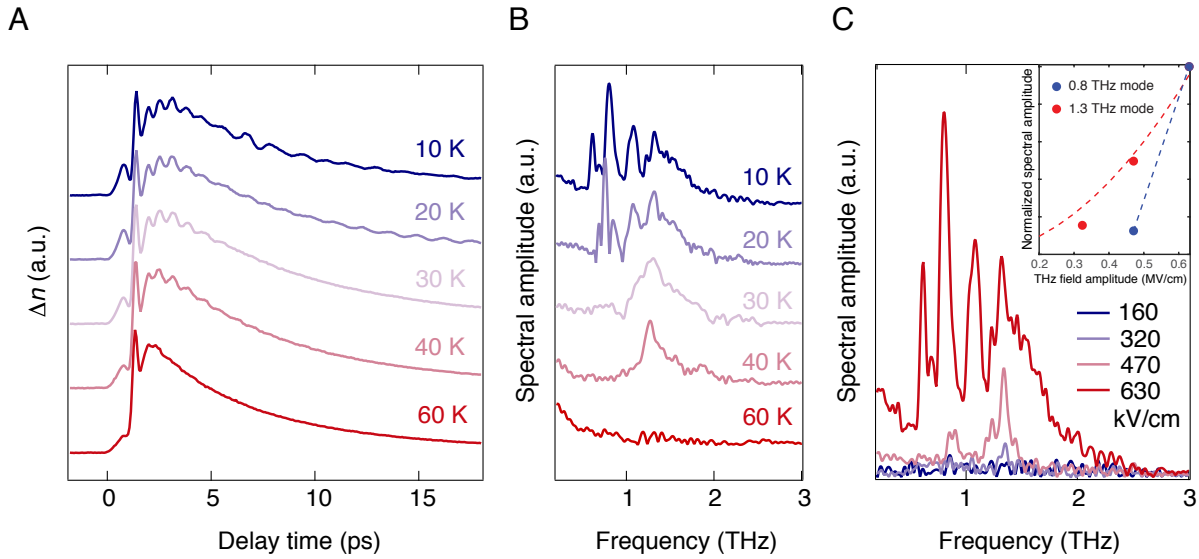 A
Δn (a.u.)
10 K
20 K
30 K
40 K
60 K
0
5
10
15
Delay time (ps)
B
Spectral amplitude (a.u.)
10 K
20 K
30 K
40 K
60 K
1
2
3
Frequency (THz)
C
Spectral amplitude (a.u.)
Normalized spectral amplitude
0.8 THz mode
1.3 THz mode
0.2
0.3
0.4
0.5
0.6
THz field amplitude (MV/cm)
160
320
470
630
kV/cm
1
2
3
Frequency (THz)